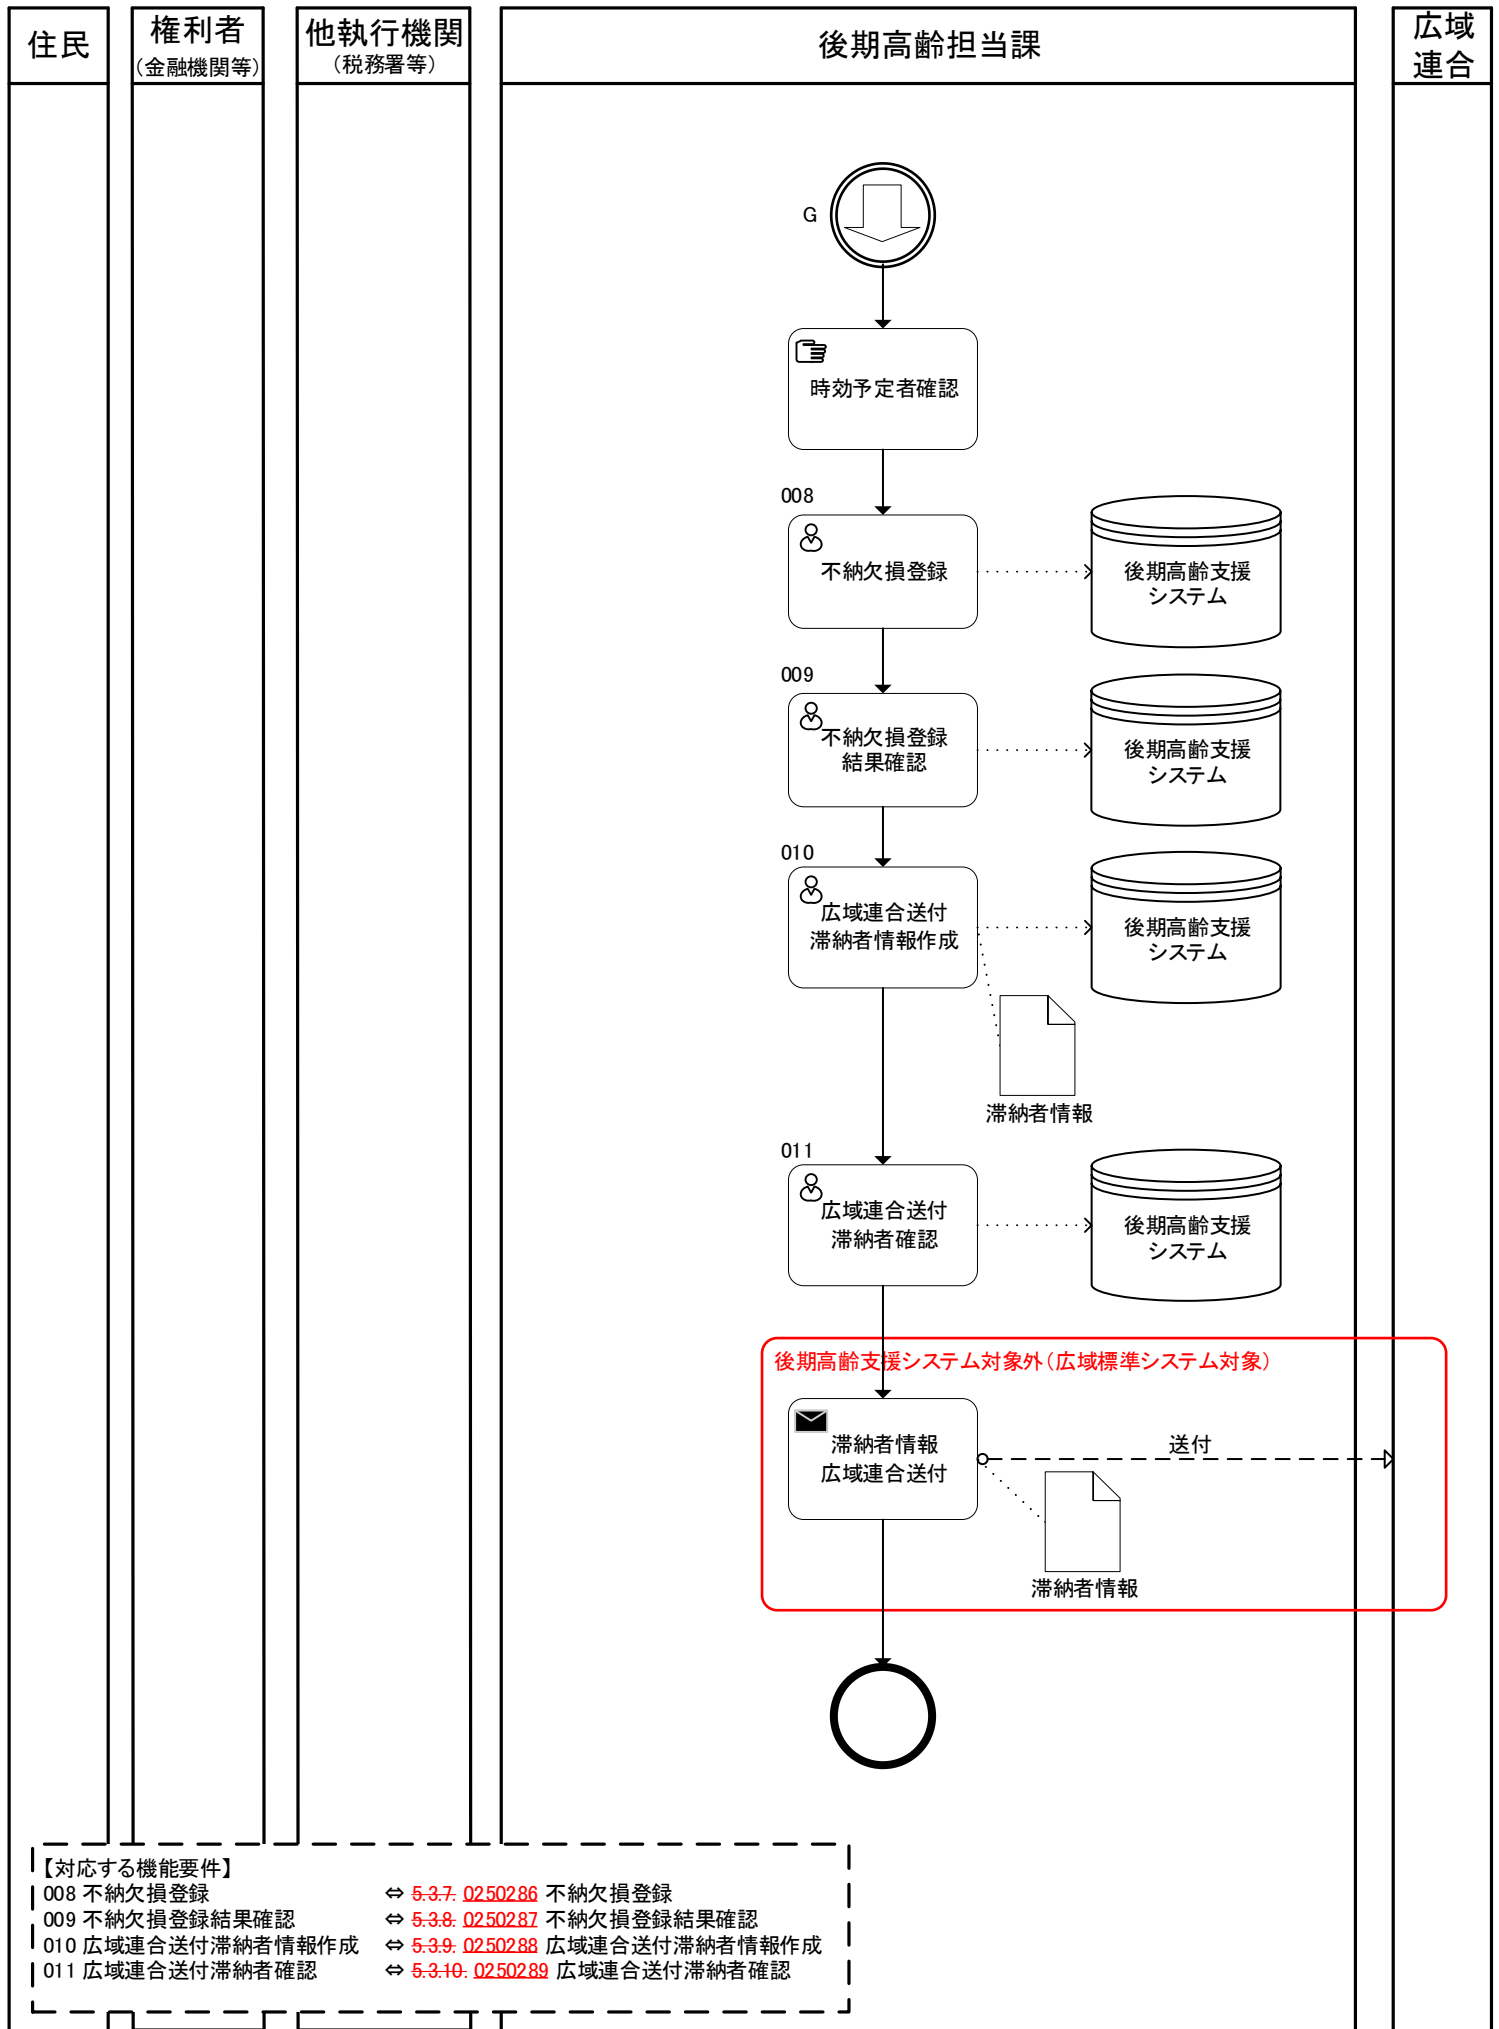 住民
権利者
（金融機関等）
他執行機関
（税務署等）
後期高齢担当課
広域
連合
G
時効予定者確認
008
不納欠損登録
後期高齢支援
システム
009
不納欠損登録
結果確認
後期高齢支援
システム
010
広域連合送付
滞納者情報作成
後期高齢支援
システム
滞納者情報
011
広域連合送付
滞納者確認
後期高齢支援
システム
後期高齢支援システム対象外（広域標準システム対象）
滞納者情報
広域連合送付
送付
滞納者情報
【対応する機能要件】
008 不納欠損登録 ⇔ 5.3.7. 0250286 不納欠損登録
009 不納欠損登録結果確認 ⇔ 5.3.8. 0250287 不納欠損登録結果確認
010 広域連合送付滞納者情報作成 ⇔ 5.3.9. 0250288 広域連合送付滞納者情報作成
011 広域連合送付滞納者確認 ⇔ 5.3.10. 0250289 広域連合送付滞納者確認